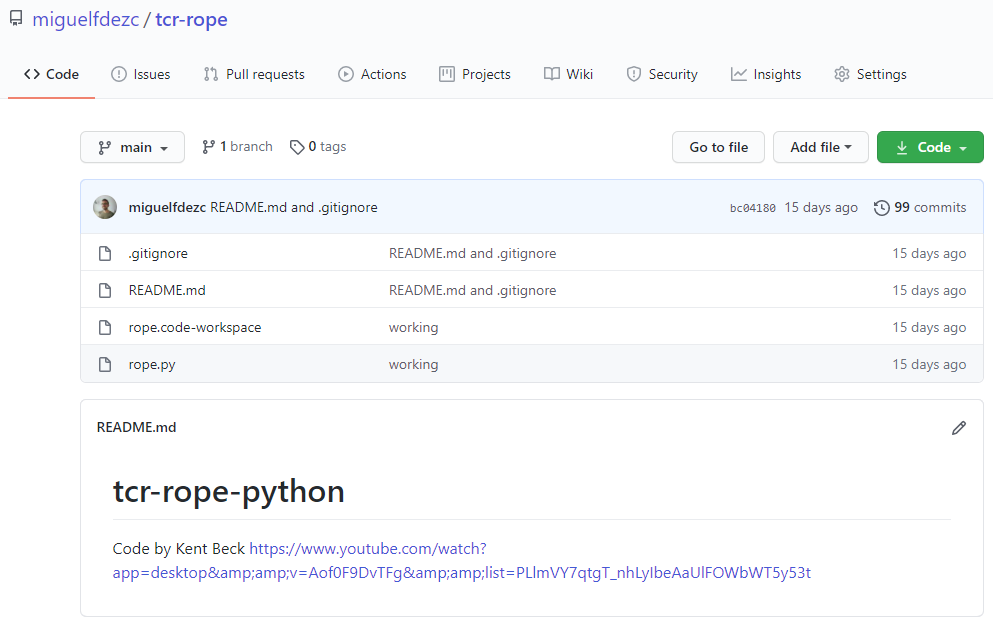 miguelfdezc / tcr-rope
Code Issues Pull requests Actions Projects Wiki Security Insights Settings
main 1 branch 0 tags Go to file Add file Code
miguelfdezc README.md and .gitignore bc04180 15 days ago 99 commits
.gitignore README.md and .gitignore 15 days ago
README.md README.md and .gitignore 15 days ago
rope.code-workspace working 15 days ago
rope.py working 15 days ago
README.md
tcr-rope-python
Code by Kent Beck https://www.youtube.com/watch?
app=desktop&amp;amp;v=Aof0F9DvTFg&amp;amp;list=PLlmVY7qtgT_nhLyIbeAaUlFOWbWT5y53t